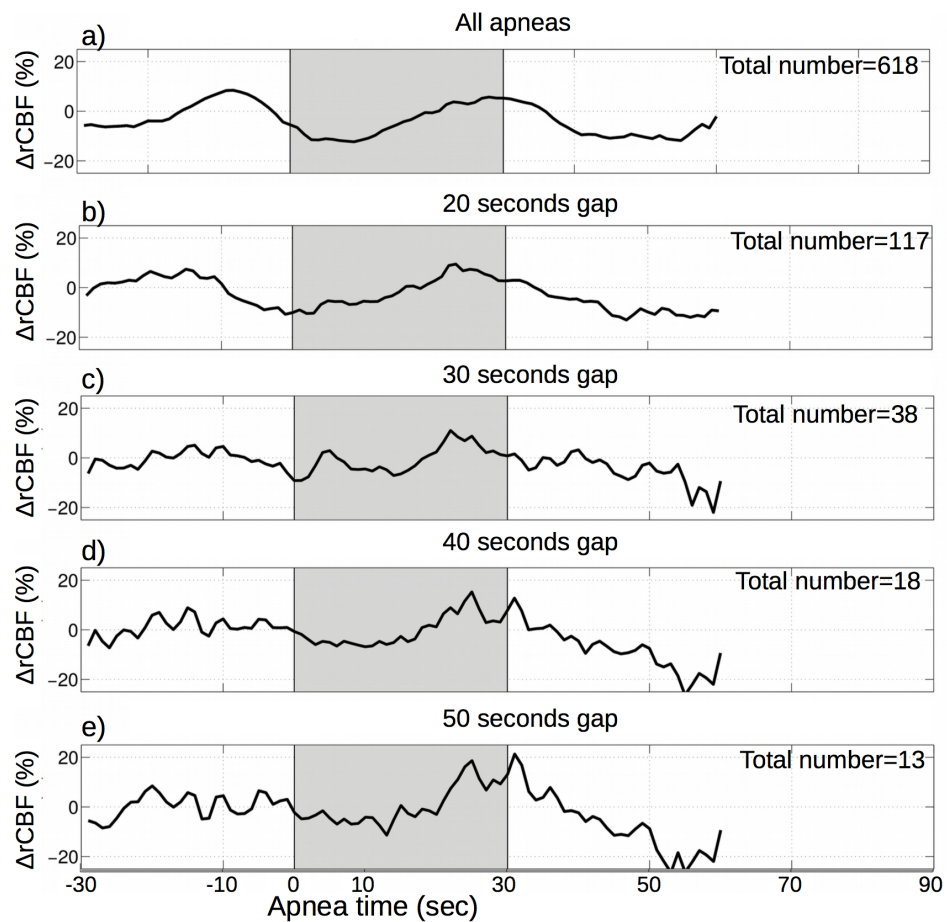 All apneas
a)
Total number=618
ΔrCBF (%)
20
0
−20
20 seconds gap
b)
Total number=117
ΔrCBF (%)
20
0
−20
30 seconds gap
c)
Total number=38
ΔrCBF (%)
20
0
−20
40 seconds gap
d)
Total number=18
ΔrCBF (%)
20
0
−20
50 seconds gap
e)
Total number=13
ΔrCBF (%)
20
0
−20
-30 -10 0 10 30 50 70 90
Apnea time (sec)